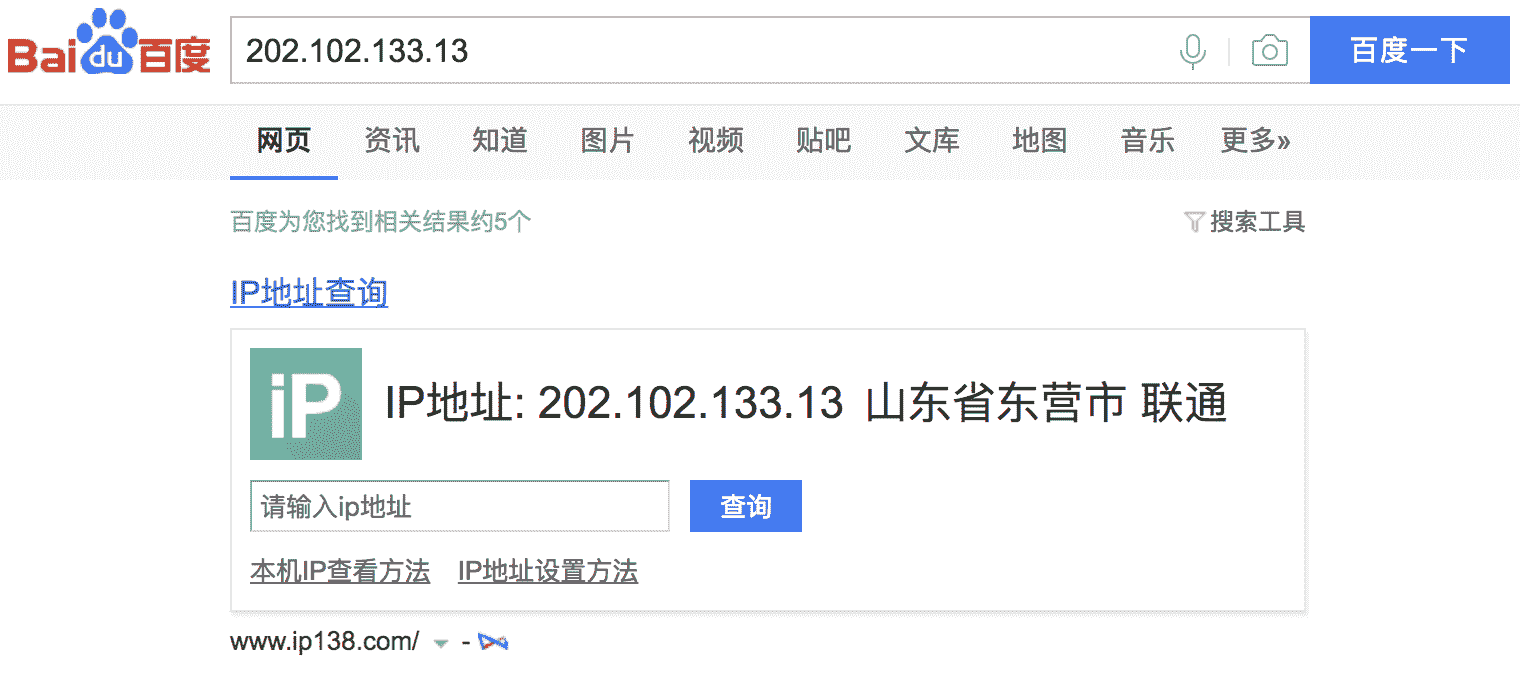 Bai du 百度 202.102.133.13 百度一下
网页 资讯 知道 图片 视频 贴吧 文库 地图 音乐 更多»
百度为您找到相关结果约5个 搜索工具
IP地址查询
iP IP地址: 202.102.133.13 山东省东营市 联通
请输入ip地址 查询
本机IP查看方法 IP地址设置方法
www.ip138.com/ -